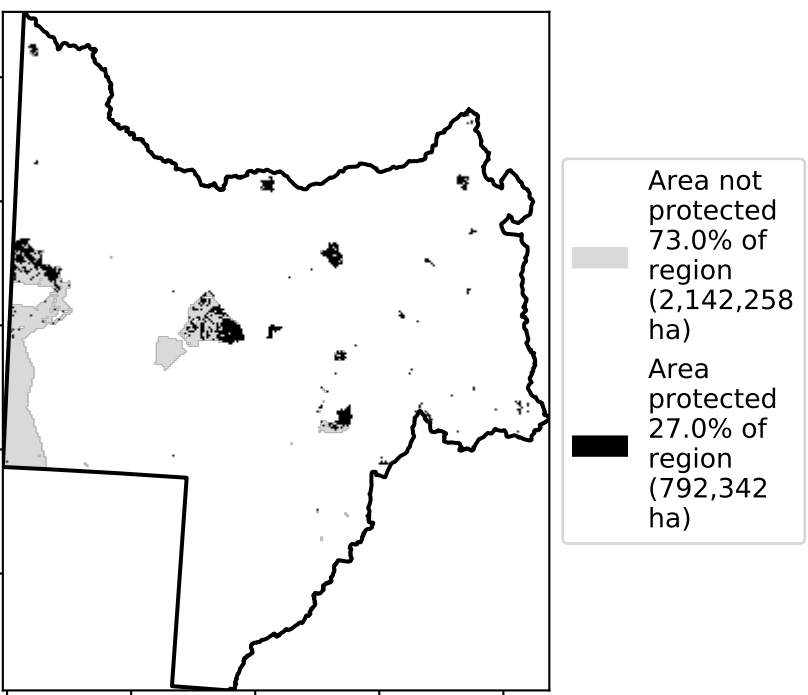 Area not
protected
73.0% of
region
(2,142,258
ha)
Area
protected
27.0% of
region
(792,342
ha)